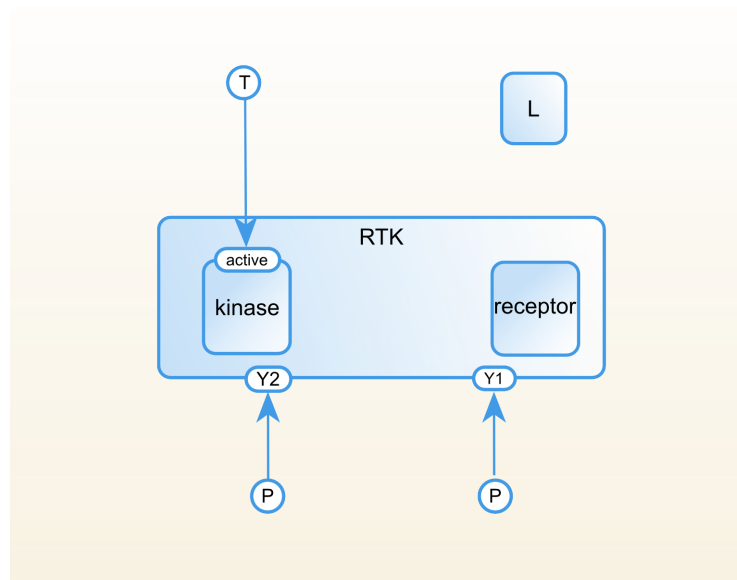 T
L
RTK
active
kinase
receptor
Y2
Y1
P
P